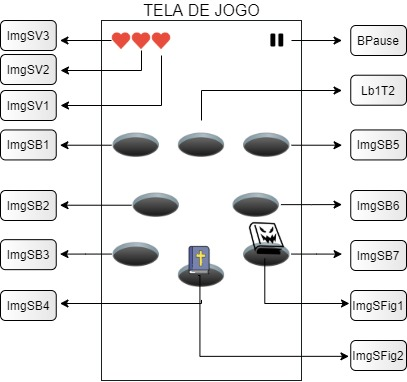 TELA DE JOGO
ImgSV3
BPause
ImgSV2
Lb1T2
ImgSV1
ImgSB1
ImgSB5
ImgSB2
ImgSB6
ImgSB3
ImgSB7
ImgSB4
ImgSFig1
ImgSFig2